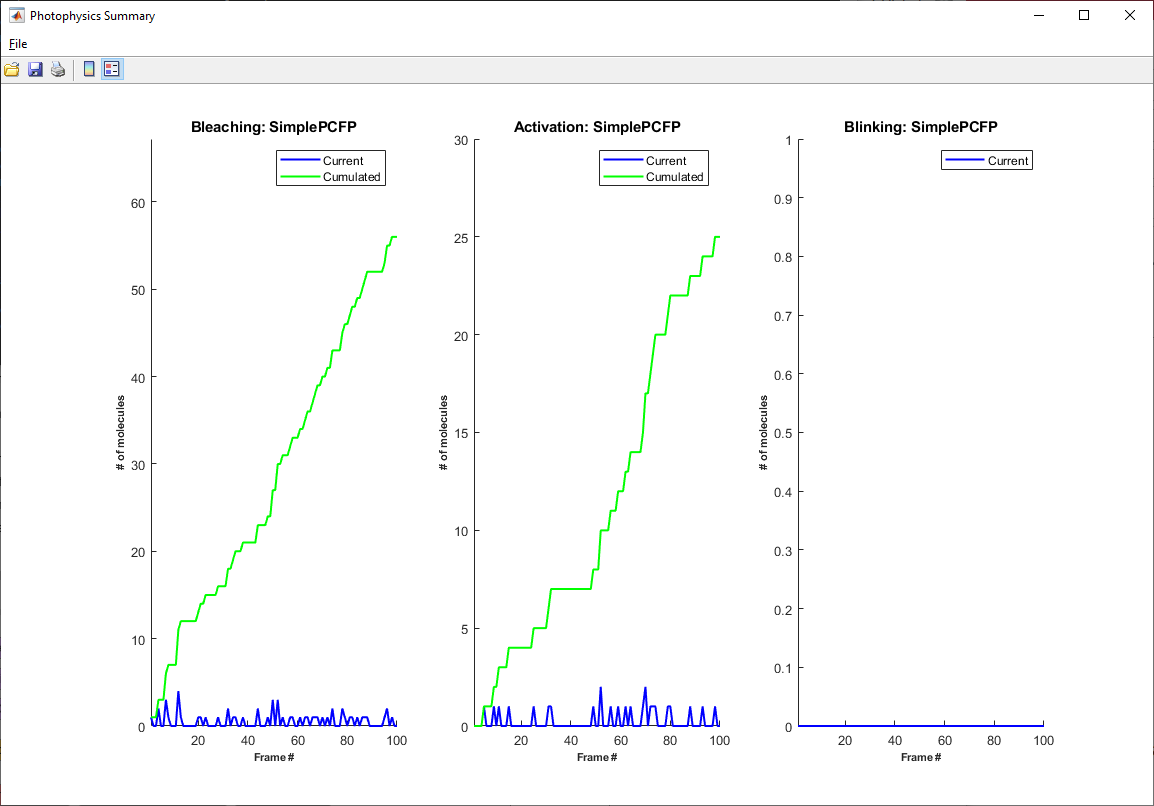 Photophysics Summary
File
Bleaching: SimplePCFP
Current
Cumulated
60
50
40
30
20
10
0
# of molecules
20 40 60 80 100
Frame #
Activation: SimplePCFP
Current
Cumulated
30
25
20
15
10
5
0
# of molecules
20 40 60 80 100
Frame #
Blinking: SimplePCFP
Current
1
0.9
0.8
0.7
0.6
0.5
0.4
0.3
0.2
0.1
0
# of molecules
20 40 60 80 100
Frame #